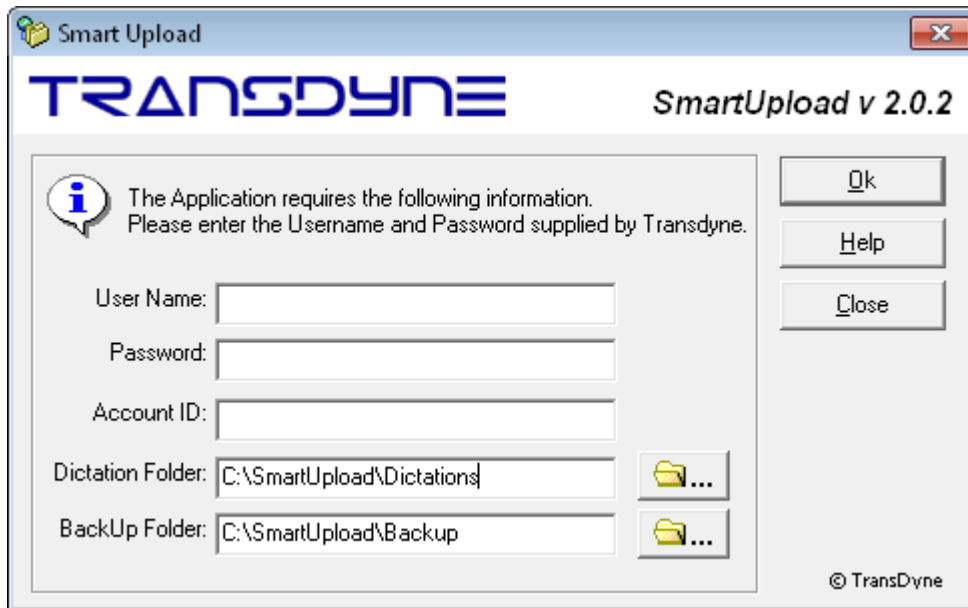 Smart Upload
TRANSDYNE
SmartUpload v 2.0.2
The Application requires the following information.
Please enter the Username and Password supplied by Transdyne.
Ok
Help
Close
User Name:
Password:
Account ID:
Dictation Folder: C:\SmartUpload\Dictations
...
BackUp Folder: C:\SmartUpload\Backup
...
© TransDyne